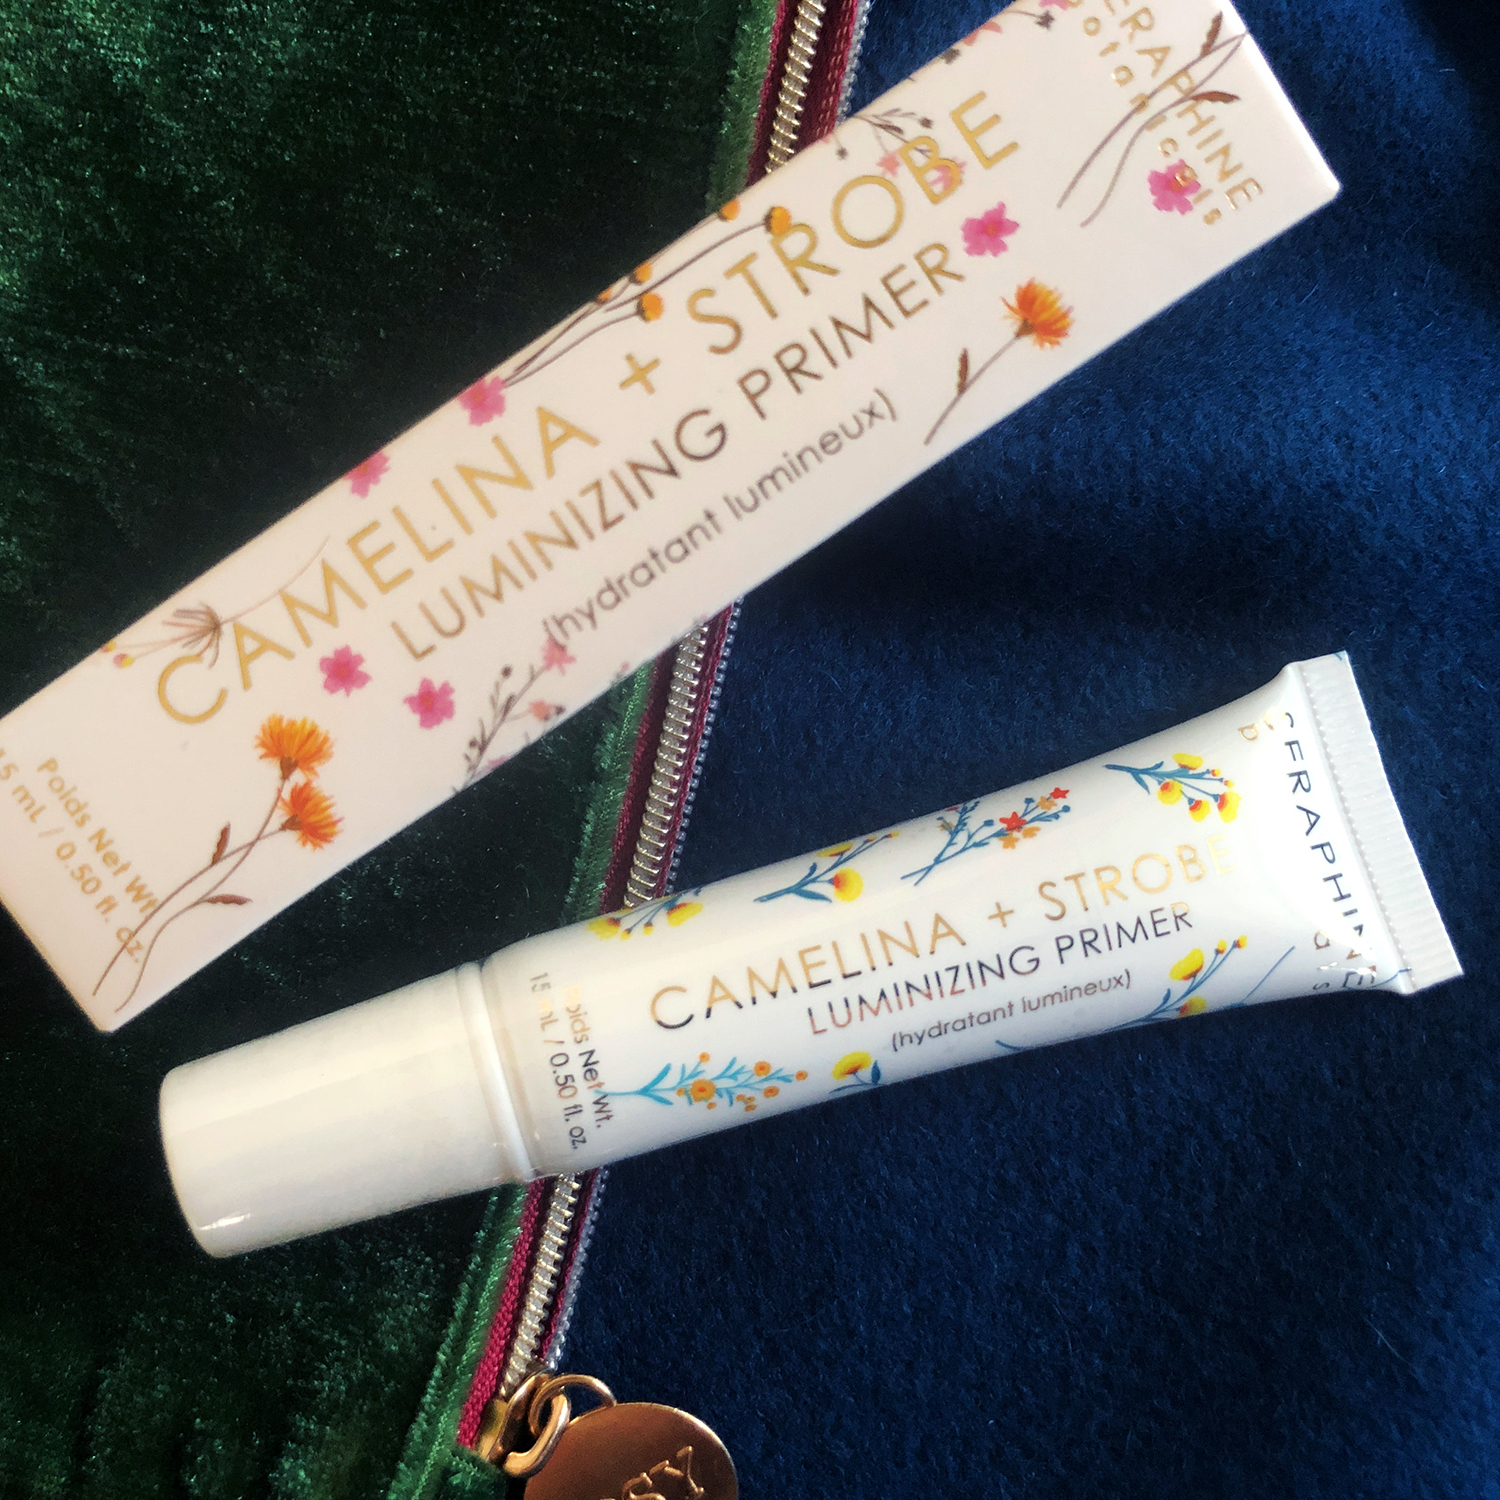 SERAPHINE
botanicals
CAMELINA + STROBE
LUMINIZING PRIMER
(hydratant lumineux)
Poids Net Wt.
15 mL / 0.50 fl. oz.
SERAPHINE
CAMELINA + STROBE
LUMINIZING PRIMER
(hydratant lumineux)
Poids Net Wt.
15 mL / 0.50 fl. oz.